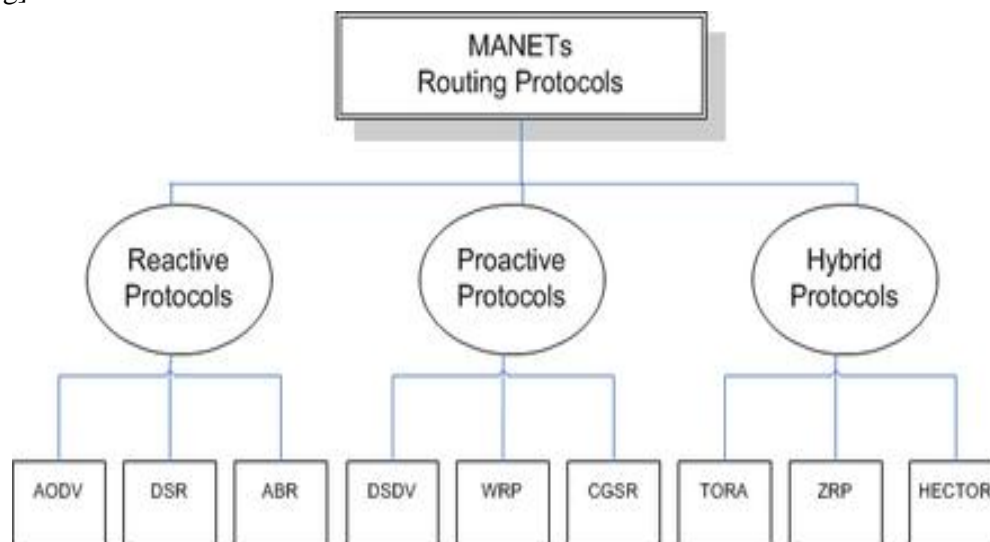 g]
MANETs
Routing Protocols
Reactive
Protocols
Proactive
Protocols
Hybrid
Protocols
AODV
DSR
ABR
DSDV
WRP
CGSR
TORA
ZRP
HECTOR